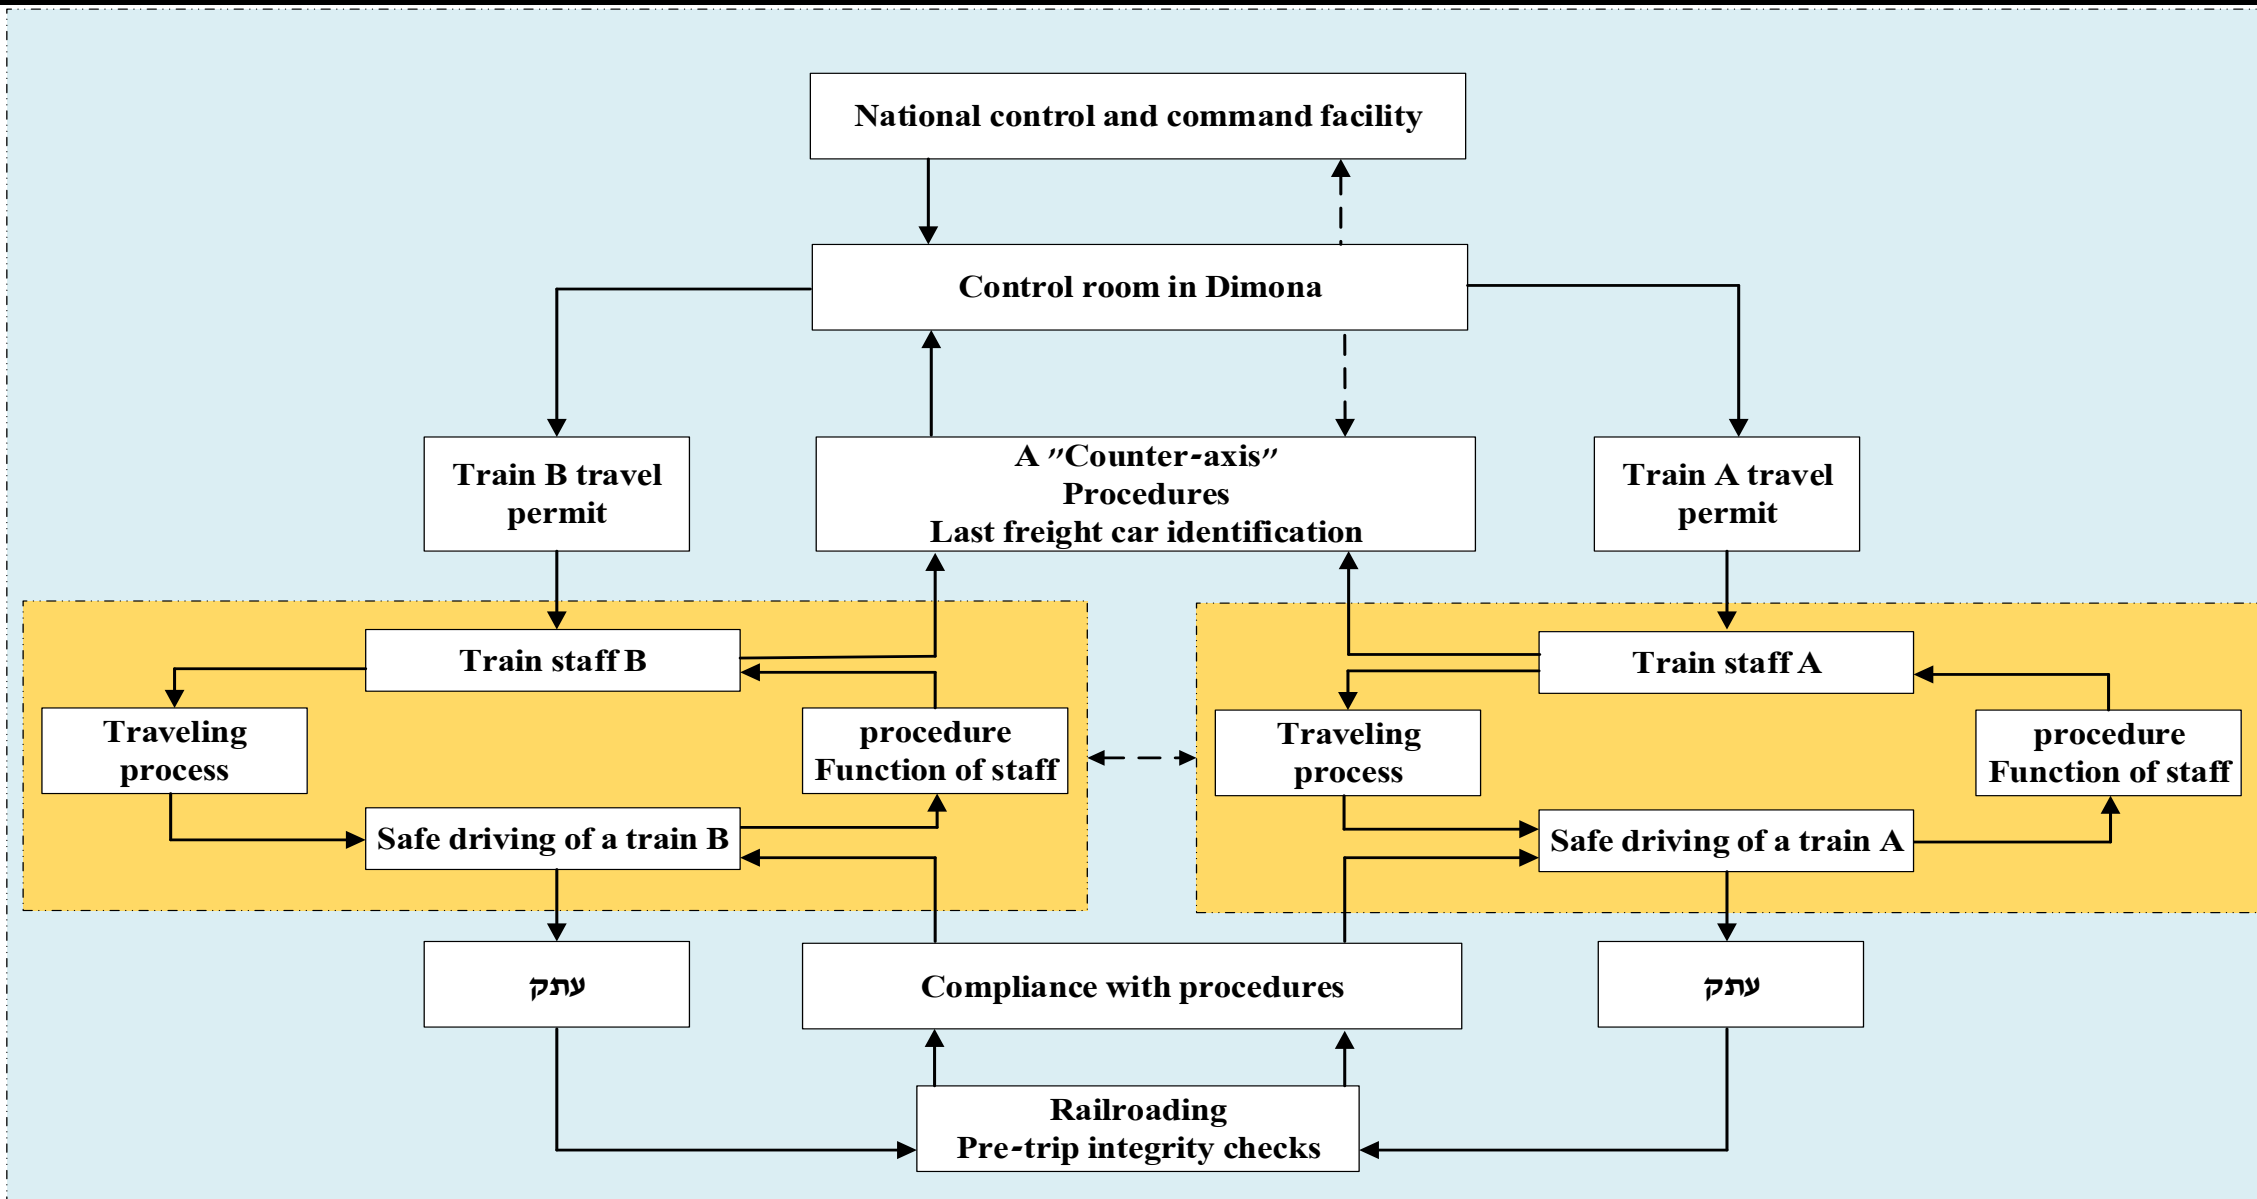 National control and command facility
Control room in Dimona
Train B travel
permit
A "Counter-axis"
Procedures
Last freight car identification
Train A travel
permit
Train staff B
Train staff A
Traveling
process
procedure
Function of staff
Traveling
process
procedure
Function of staff
Safe driving of a train B
Safe driving of a train A
עתק
Compliance with procedures
עתק
Railroading
Pre-trip integrity checks